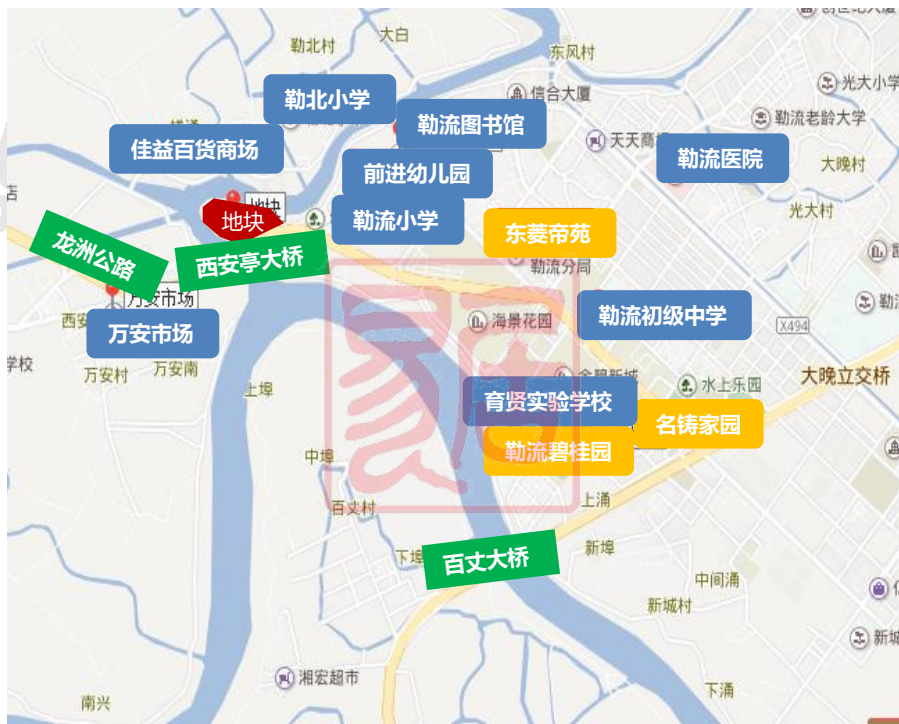 大白
勒北村
东风村
光大小学
勒北小学
信合大厦
勒流图书馆
勒流老龄大学
佳益百货商场
天天商场
勒流医院
大晚村
前进幼儿园
店
地块
地块
勒流小学
光大村
东菱帝苑
龙洲公路
西安亭大桥
勒流分局
万安市场
西安
海景花园
勒流初级中学
X494
万安市场
学校
万安村
万安南
大晚立交桥
上埠
水上乐园
育贤实验学校
名铸家园
中埠
勒流碧桂园
百丈村
上涌
下埠
百丈大桥
新埠
中间涌
新城村
新城
湘宏超市
下涌
南兴